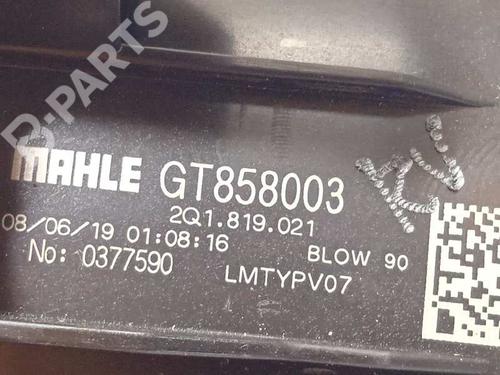 B-PARTS
MAHLE GT858003
2Q1.819.021
08/06/19 01:08:16 BLOW 90
No: 0377590 LMTYPV07